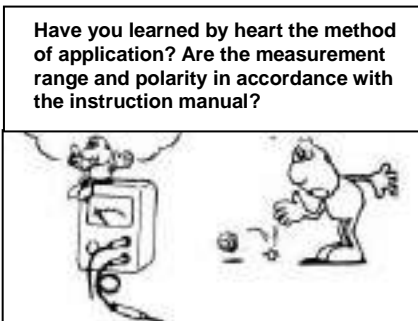 Have you learned by heart the method
of application? Are the measurement
range and polarity in accordance with
the instruction manual?